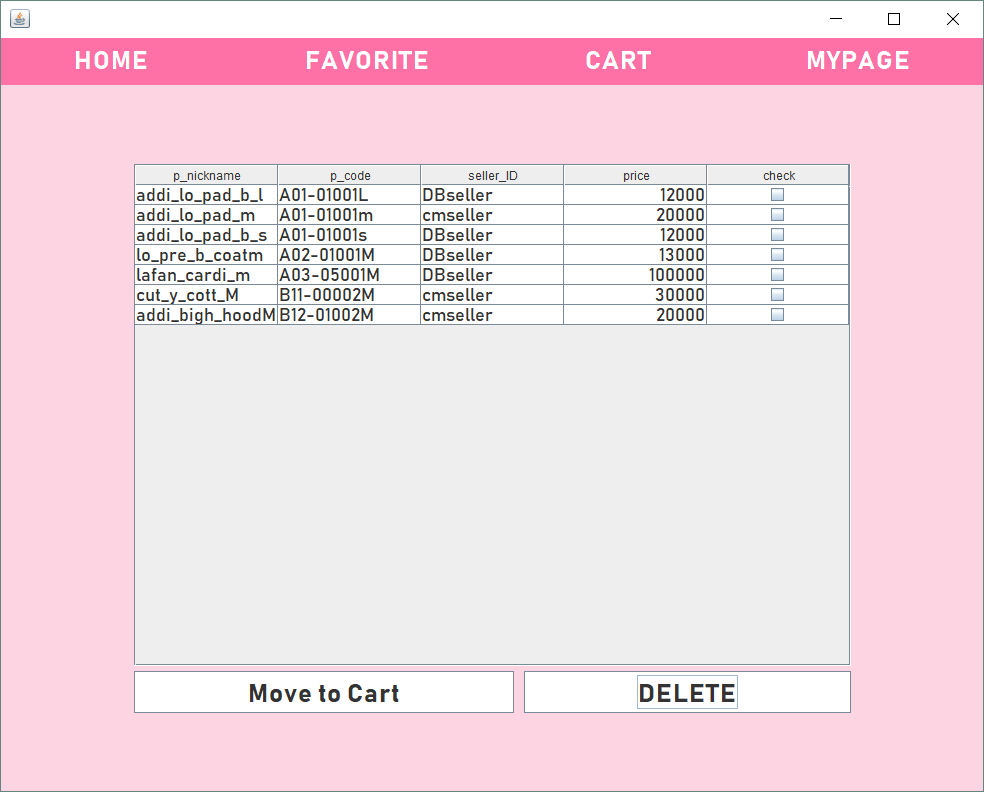 HOME FAVORITE CART MYPAGE
p_nickname p_code seller_ID price check
addi_lo_pad_b_l A01-01001L DBseller 12000
addi_lo_pad_m A01-01001m cmseller 20000
addi_lo_pad_b_s A01-01001s DBseller 12000
lo_pre_b_coatm A02-01001M DBseller 13000
lafan_cardi_m A03-05001M DBseller 100000
cut_y_cott_M B11-00002M cmseller 30000
addi_bigh_hoodM B12-01002M cmseller 20000
Move to Cart DELETE